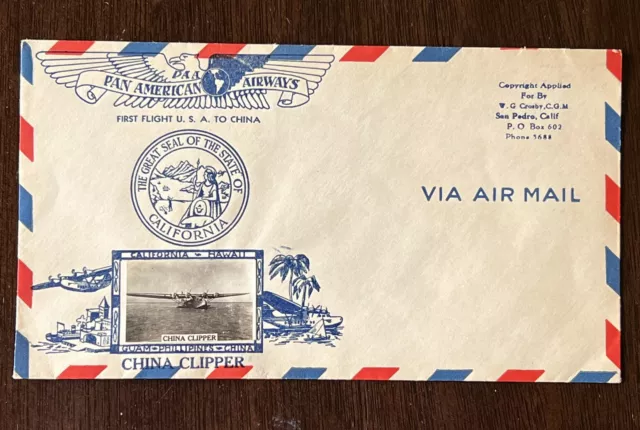 P.A.A.
PAN AMERICAN AIRWAYS
FIRST FLIGHT U. S. A. TO CHINA
THE GREAT SEAL OF THE STATE OF
CALIFORNIA
CALIFORNIA - HAWAII
CHINA CLIPPER
GUAM - PHILLIPINES - CHINA
CHINA CLIPPER
Copyright Applied
For By
W. G Crosby, C.G.M
San Pedro, Calif
P. O Box 602
Phone 5688
VIA AIR MAIL